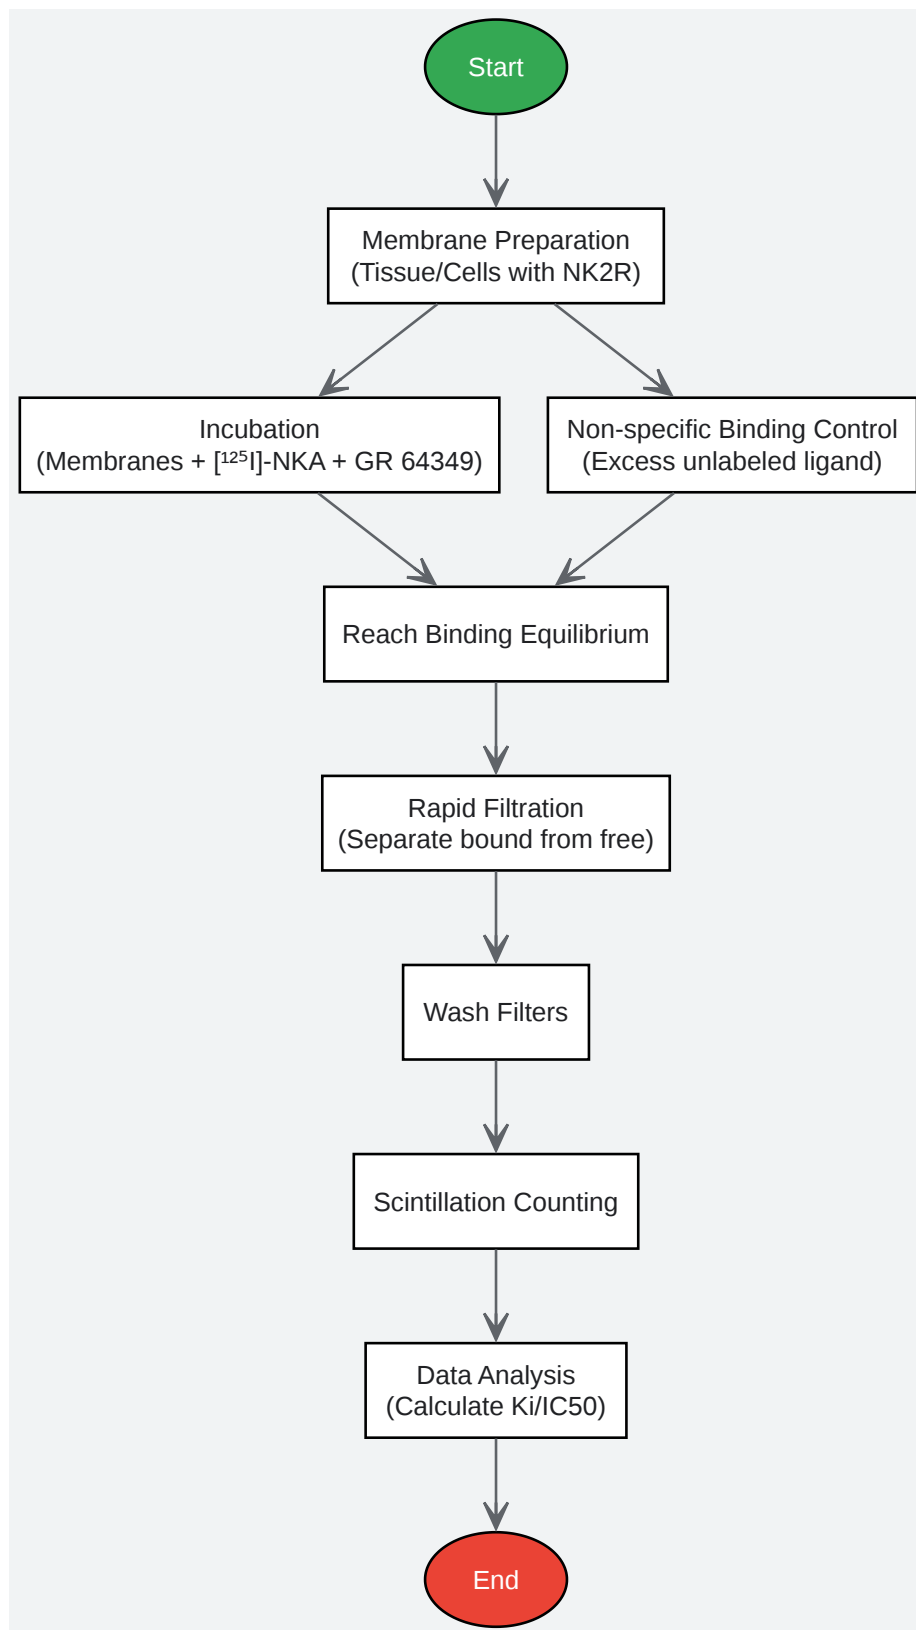 Start
Membrane Preparation
(Tissue/Cells with NK2R)
Incubation
(Membranes + [¹²⁵I]-NKA + GR 64349)
Non-specific Binding Control
(Excess unlabeled ligand)
Reach Binding Equilibrium
Rapid Filtration
(Separate bound from free)
Wash Filters
Scintillation Counting
Data Analysis
(Calculate Ki/IC50)
End